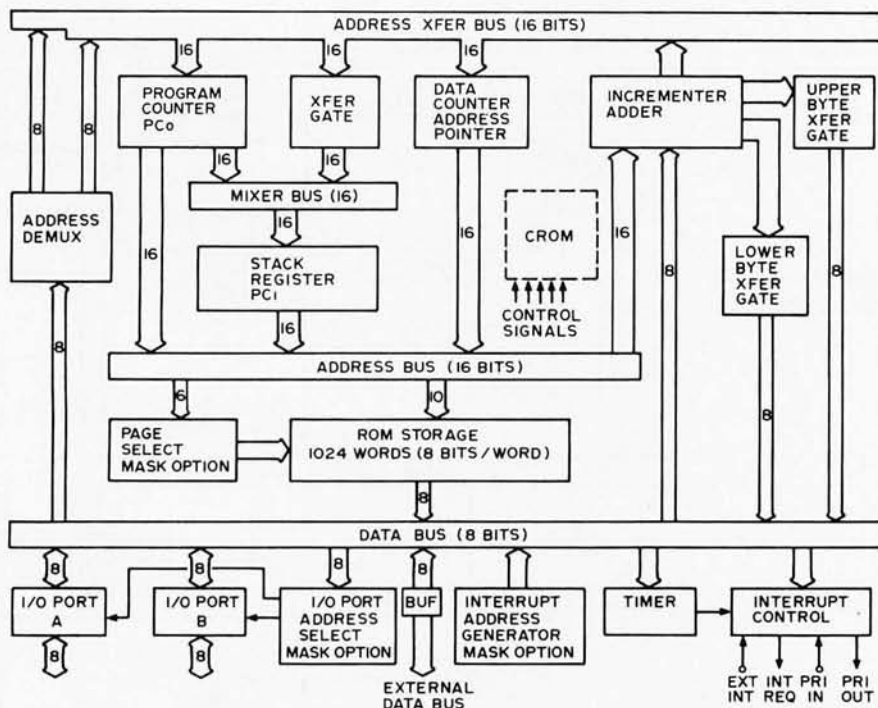 ADDRESS XFER BUS (16 BITS)
16
16
16
8
8
PROGRAM
COUNTER
PC0
XFER
GATE
DATA
COUNTER
ADDRESS
POINTER
INCREMENTER
ADDER
UPPER
BYTE
XFER
GATE
16
16
MIXER BUS (16)
ADDRESS
DEMUX
16
16
STACK
REGISTER
PC1
16
CROM
CONTROL
SIGNALS
16
8
LOWER
BYTE
XFER
GATE
8
8
16
ADDRESS BUS (16 BITS)
6
10
PAGE
SELECT
MASK OPTION
ROM STORAGE
1024 WORDS (8 BITS/WORD)
8
8
DATA BUS (8 BITS)
8
8
8
8
I/O PORT
A
I/O PORT
B
I/O PORT
ADDRESS
SELECT
MASK OPTION
BUF
INTERRUPT
ADDRESS
GENERATOR
MASK OPTION
TIMER
INTERRUPT
CONTROL
8
8
EXTERNAL
DATA BUS
EXT
INT
INT
REQ
PRI
IN
PRI
OUT